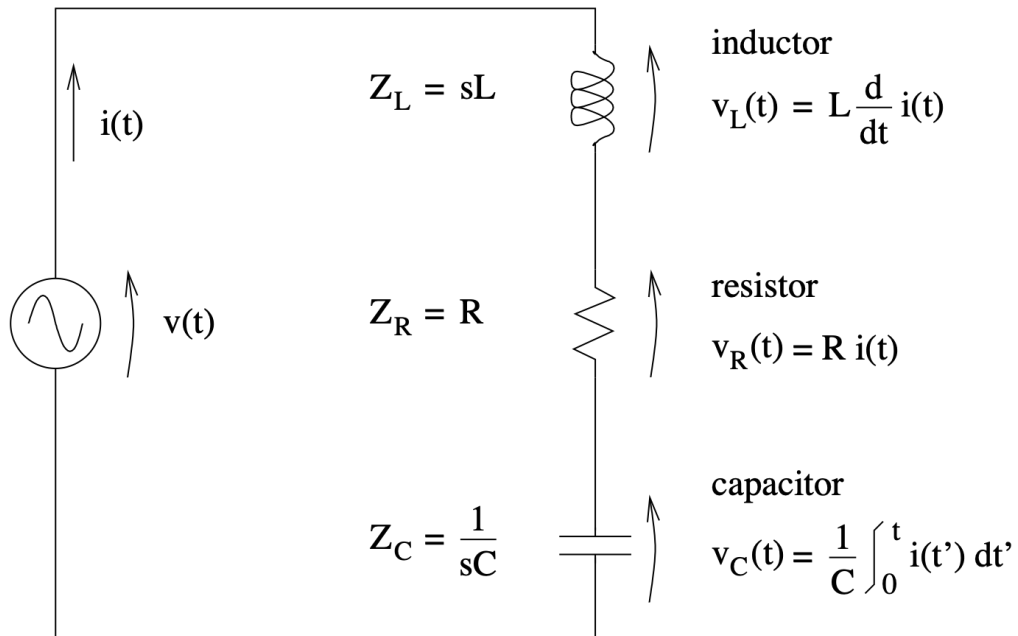 i(t)
v(t)
Z_L = sL
inductor
v_L(t) = L d/dt i(t)
Z_R = R
resistor
v_R(t) = R i(t)
Z_C = 1/sC
capacitor
v_C(t) = 1/C ∫_0^t i(t') dt'